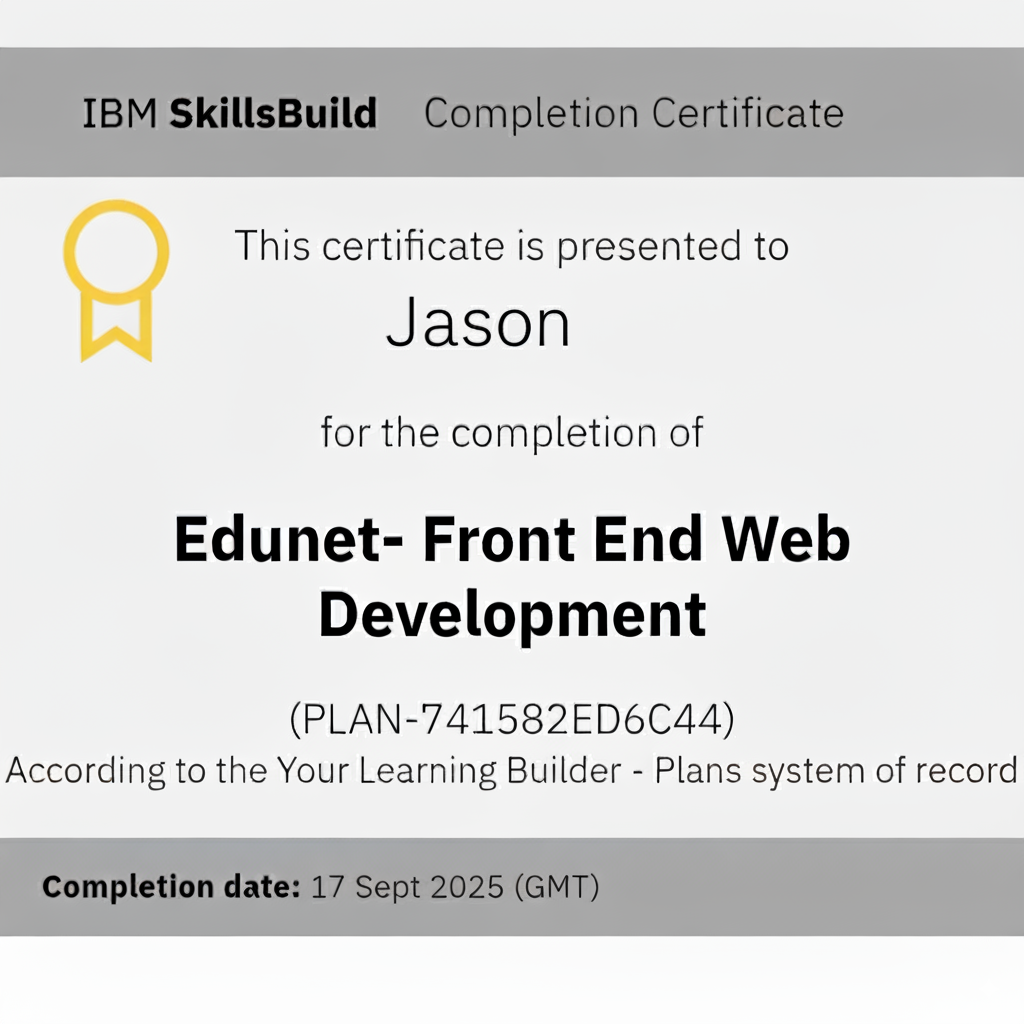 IBM SkillsBuild Completion Certificate
This certificate is presented to
Jason
for the completion of
Edunet- Front End Web
Development
(PLAN-741582ED6C44)
According to the Your Learning Builder - Plans system of record
Completion date: 17 Sept 2025 (GMT)